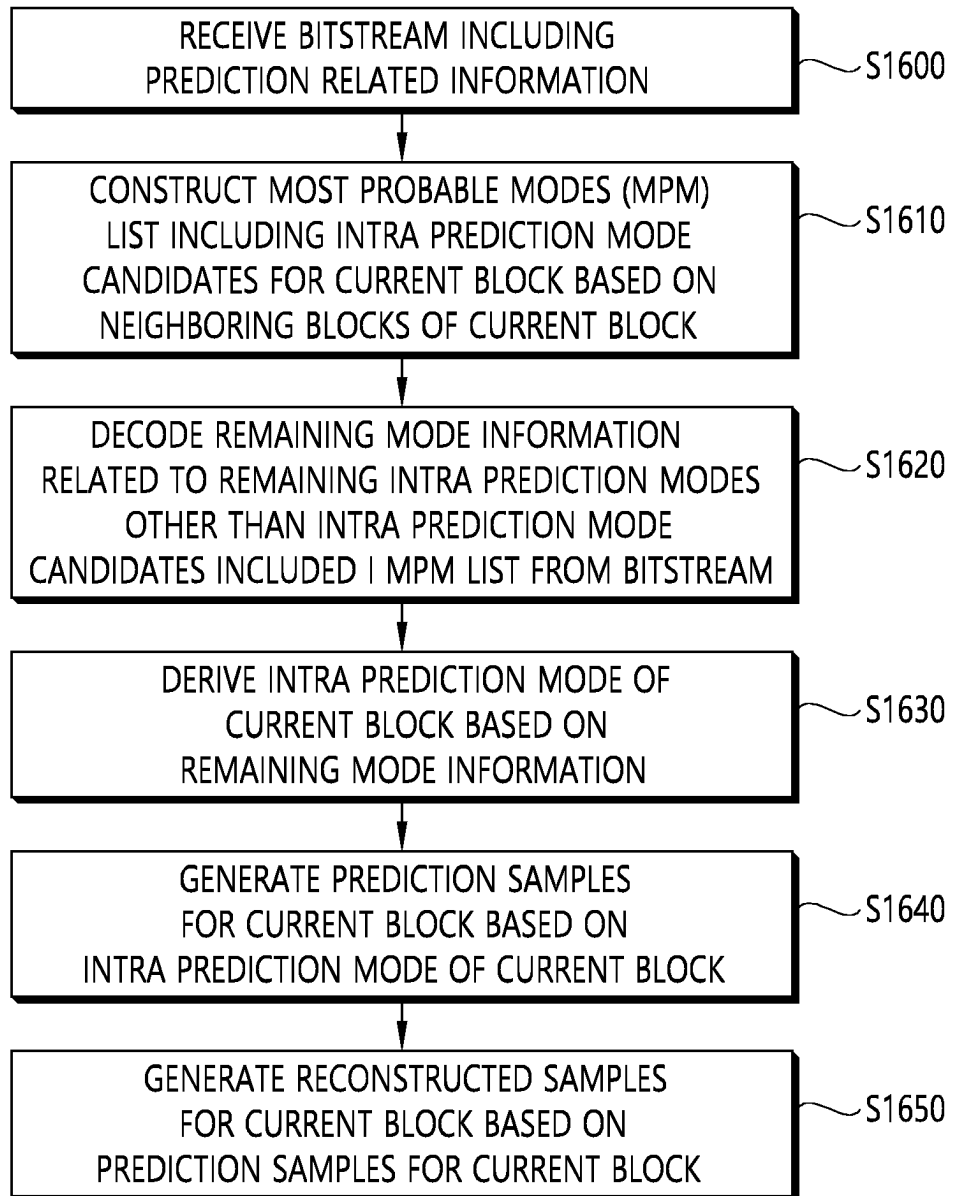 RECEIVE BITSTREAM INCLUDING
PREDICTION RELATED INFORMATION
S1600
CONSTRUCT MOST PROBABLE MODES (MPM)
LIST INCLUDING INTRA PREDICTION MODE
CANDIDATES FOR CURRENT BLOCK BASED ON
NEIGHBORING BLOCKS OF CURRENT BLOCK
S1610
DECODE REMAINING MODE INFORMATION
RELATED TO REMAINING INTRA PREDICTION MODES
OTHER THAN INTRA PREDICTION MODE
CANDIDATES INCLUDED I MPM LIST FROM BITSTREAM
S1620
DERIVE INTRA PREDICTION MODE OF
CURRENT BLOCK BASED ON
REMAINING MODE INFORMATION
S1630
GENERATE PREDICTION SAMPLES
FOR CURRENT BLOCK BASED ON
INTRA PREDICTION MODE OF CURRENT BLOCK
S1640
GENERATE RECONSTRUCTED SAMPLES
FOR CURRENT BLOCK BASED ON
PREDICTION SAMPLES FOR CURRENT BLOCK
S1650